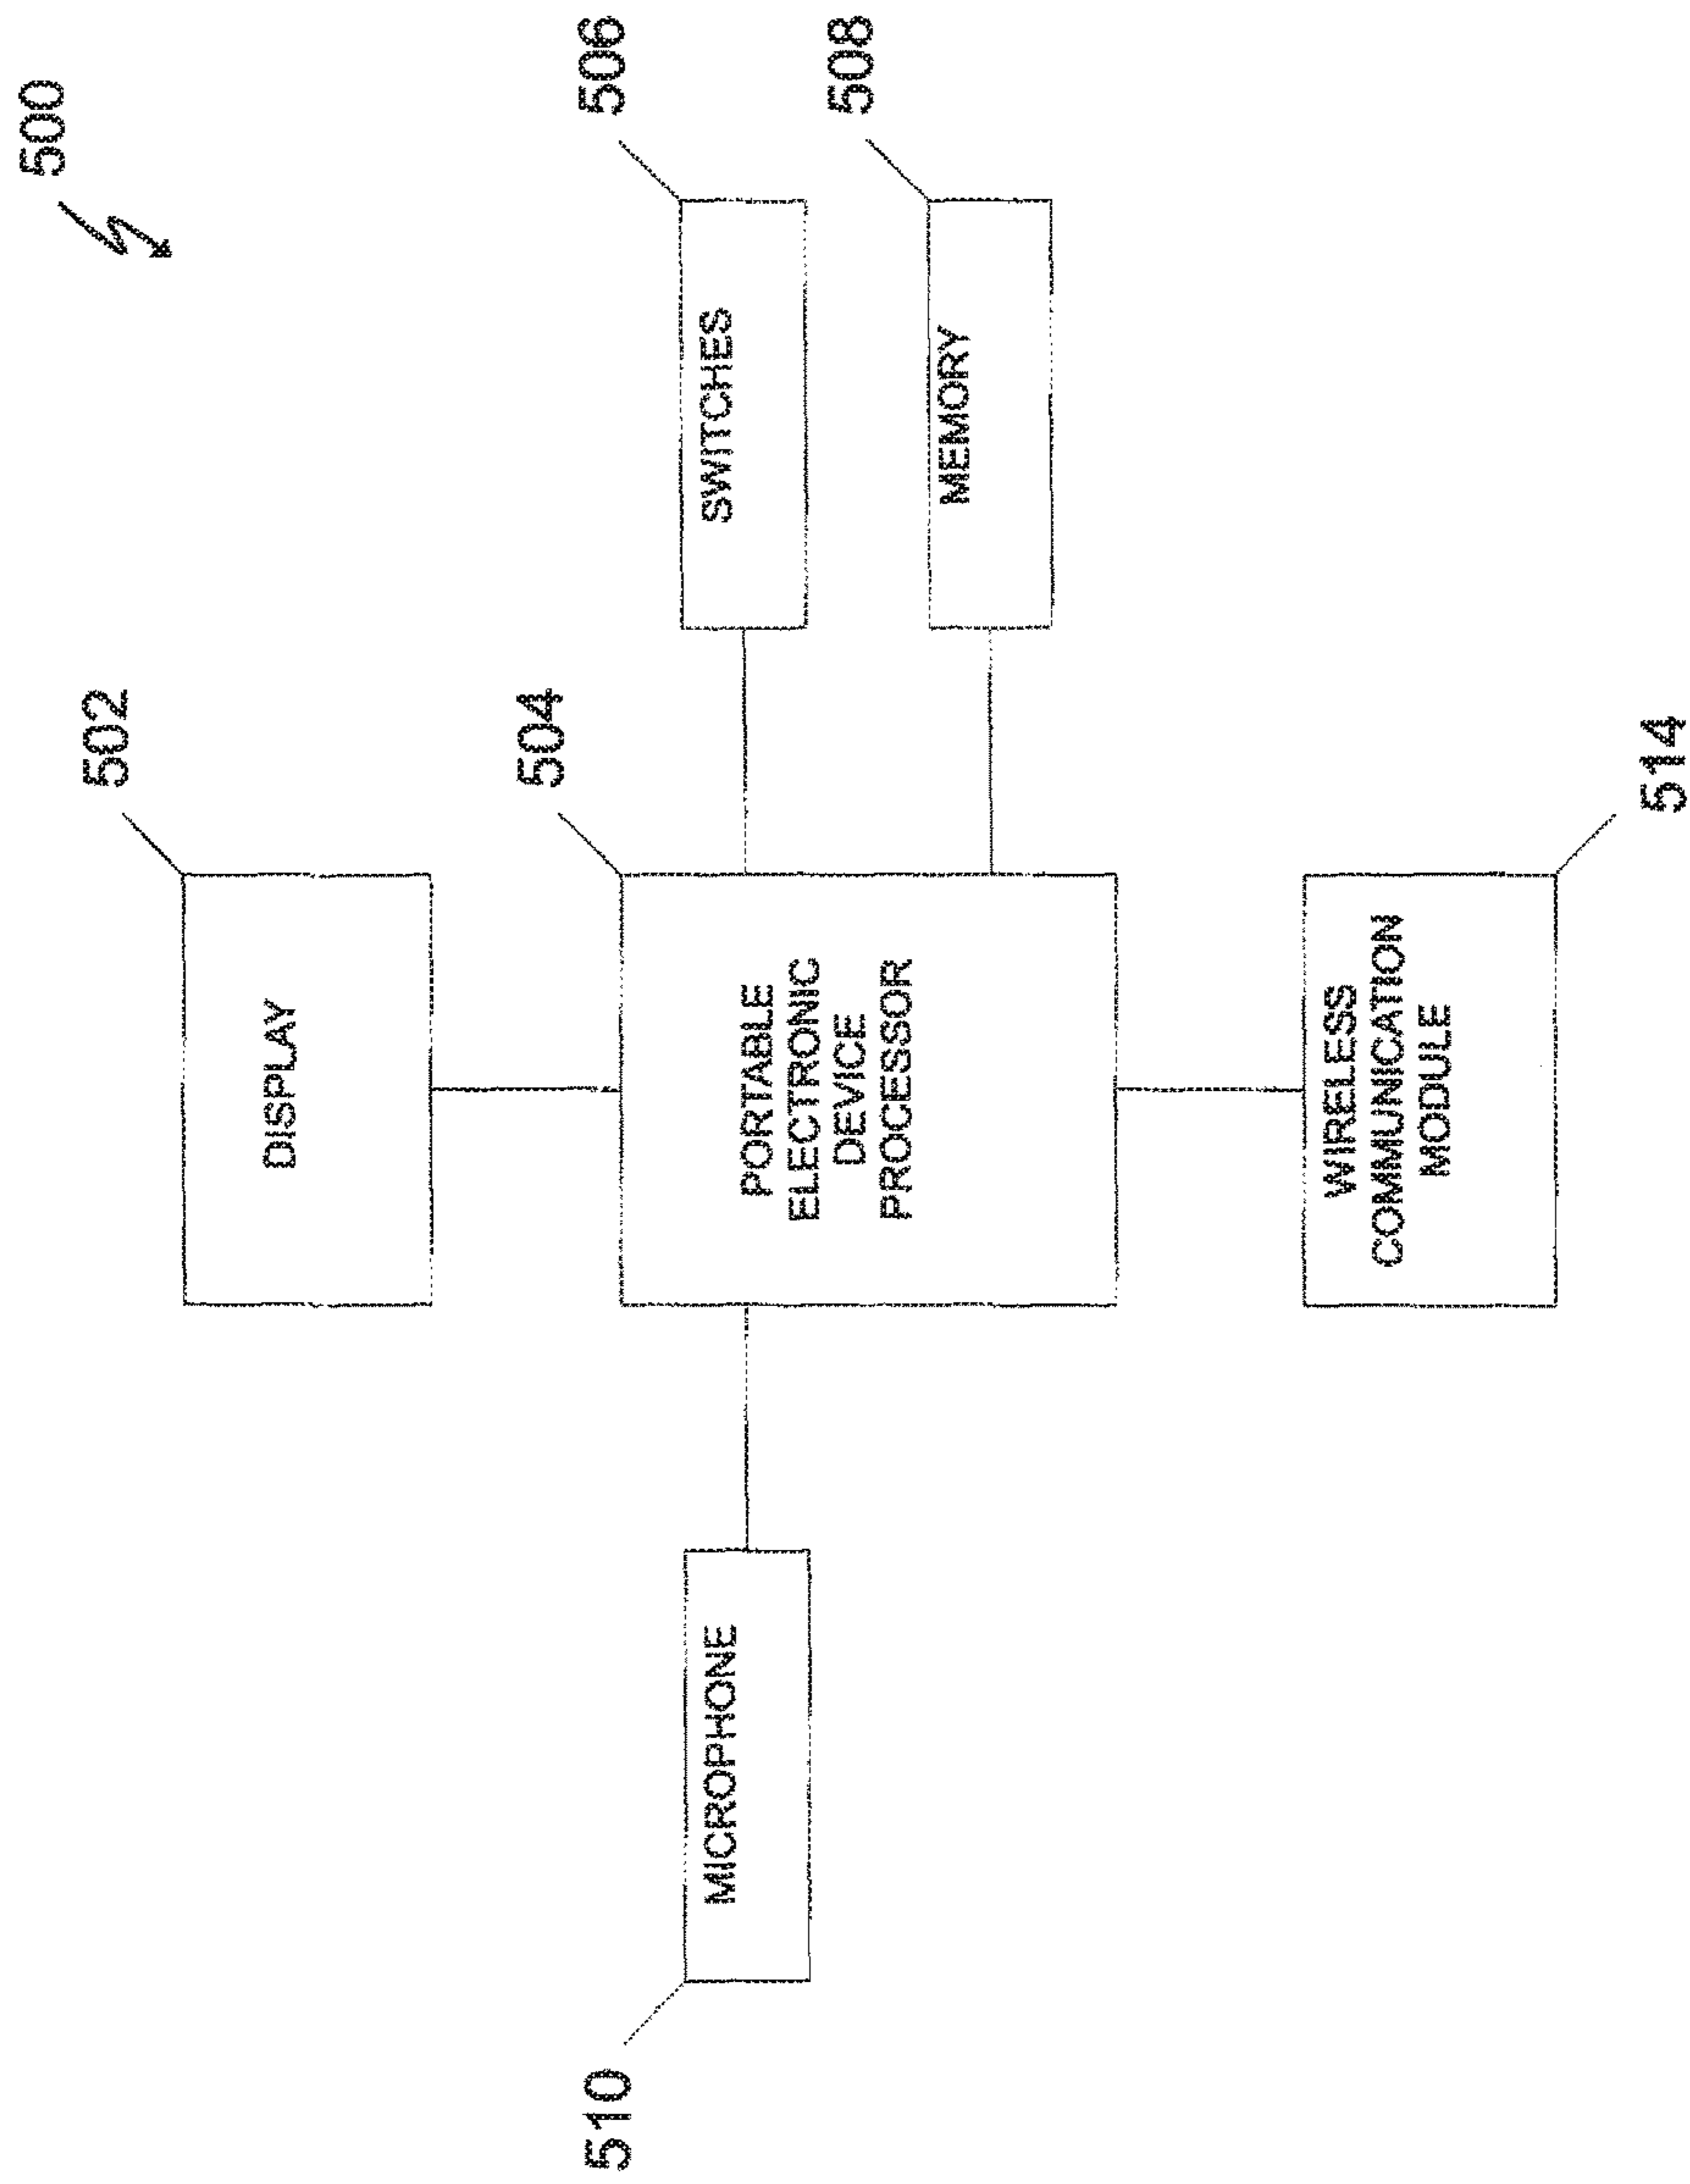 500
502
DISPLAY
504
PORTABLE
ELECTRONIC
DEVICE
PROCESSOR
506
SWITCHES
508
MEMORY
510
MICROPHONE
WIRELESS
COMMUNICATION
MODULE
514